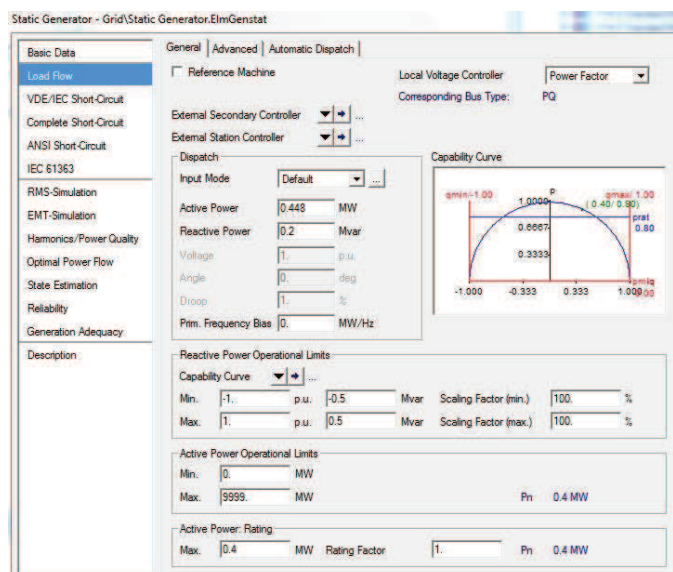 Static Generator - Grid\Static Generator.ElmGenstat
Basic Data
Load Flow
VDE/IEC Short-Circuit
Complete Short-Circuit
ANSI Short-Circuit
IEC 61363
RMS-Simulation
EMT-Simulation
Harmonics/Power Quality
Optimal Power Flow
State Estimation
Reliability
Generation Adequacy
Description
General Advanced Automatic Dispatch
Reference Machine
Local Voltage Controller Power Factor
Corresponding Bus Type: PQ
External Secondary Controller ...
External Station Controller ...
Dispatch
Input Mode Default ...
Active Power 0.448 MW
Reactive Power 0.2 Mvar
Voltage 1. p.u.
Angle 0. deg
Droop 1. %
Prim. Frequency Bias 0. MW/Hz
Capability Curve
qmin/-1.00 P qmax/ 1.00
1.0000 ( 0.40/ 0.90)
0.6667 prat
0.80
0.3333
-1.000 -0.333 0.333 1.000
Reactive Power Operational Limits
Capability Curve ...
Min. -1. p.u. -0.5 Mvar Scaling Factor (min.) 100. %
Max. 1. p.u. 0.5 Mvar Scaling Factor (max.) 100. %
Active Power Operational Limits
Min. 0. MW
Max. 9999. MW Pn 0.4 MW
Active Power: Rating
Max. 0.4 MW Rating Factor 1. Pn 0.4 MW